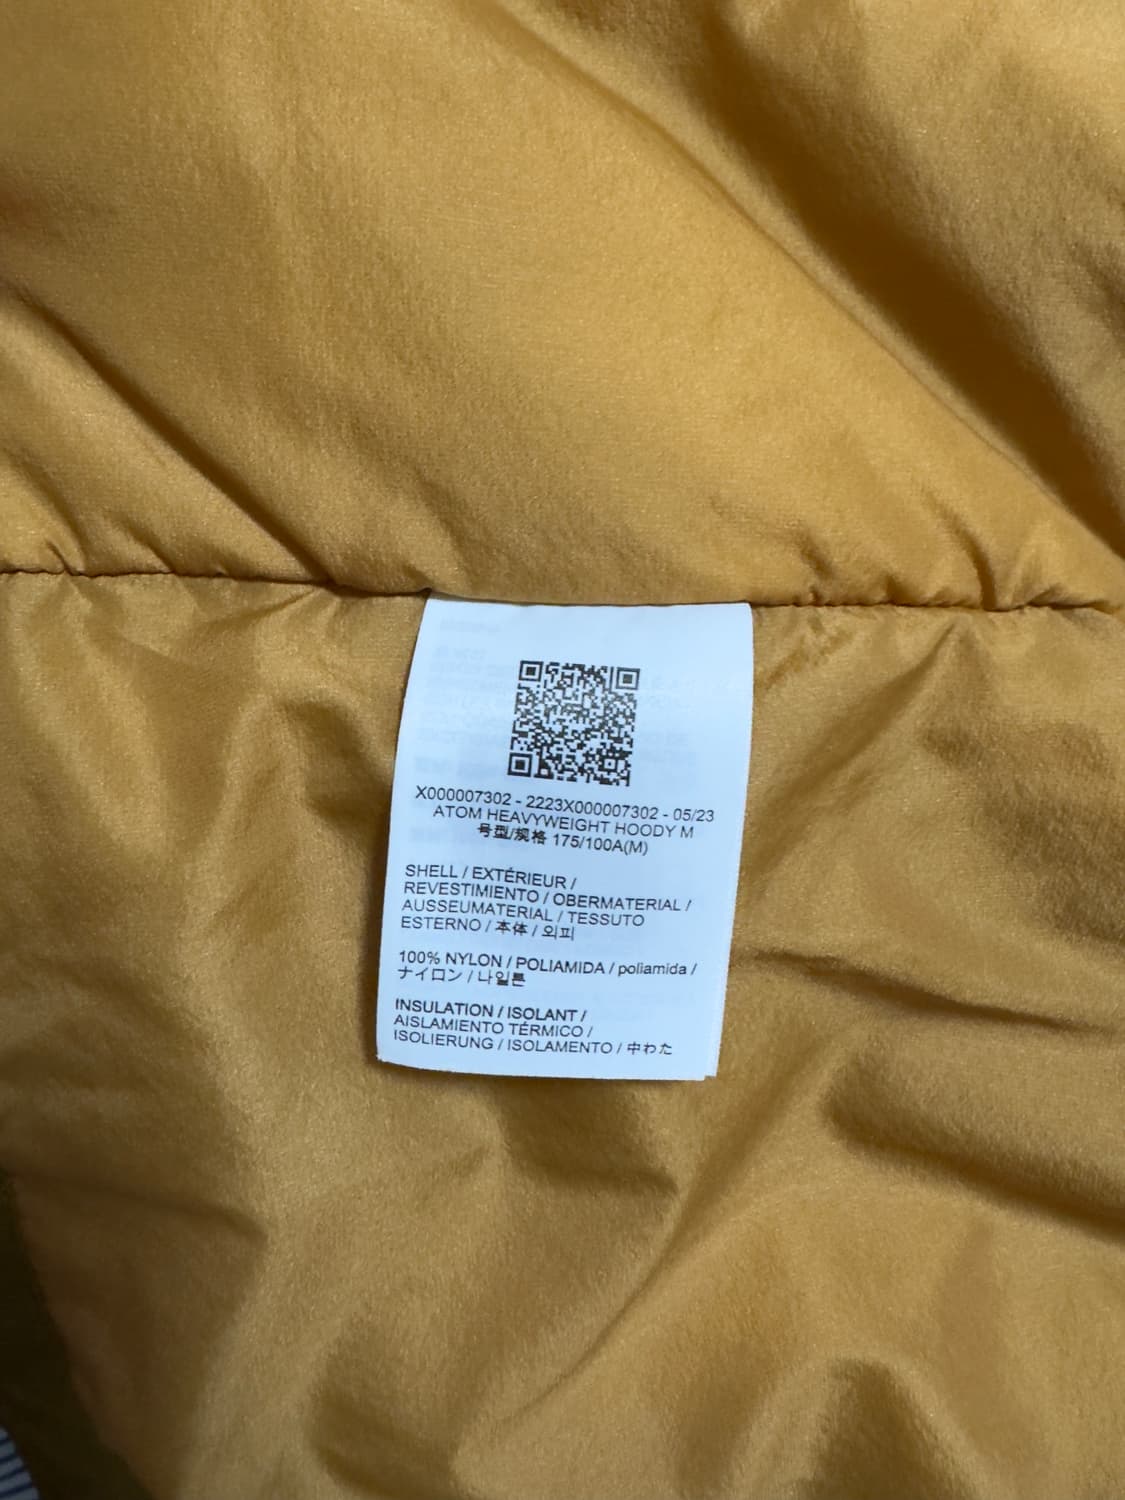 X000007302 - 2223X000007302 - 05/23
ATOM HEAVYWEIGHT HOODY M
号型/规格 175/100A(M)
SHELL / EXTÉRIEUR /
REVESTIMIENTO / OBERMATERIAL /
AUSSEUMATERIAL / TESSUTO
ESTERNO / 本体 / 외피
100% NYLON / POLIAMIDA / poliamida /
ナイロン / 나일론
INSULATION / ISOLANT /
AISLAMIENTO TÉRMICO /
ISOLIERUNG / ISOLAMENTO / 中わた